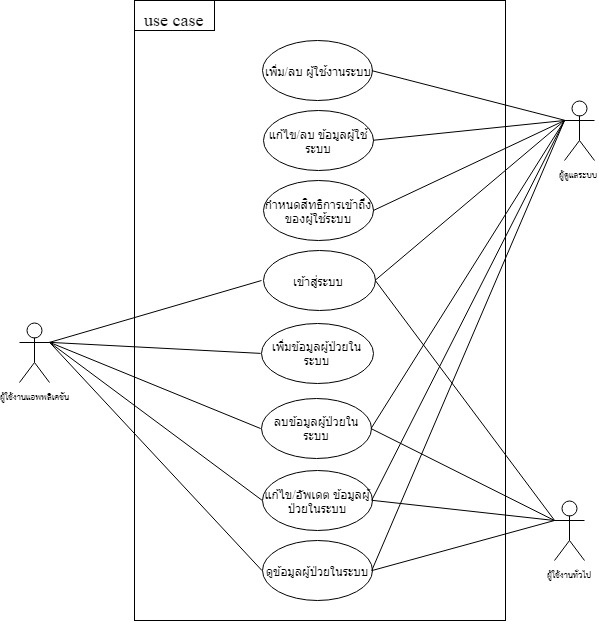 use case
เพิ่ม/ลบ ผู้ใช้งานระบบ
แก้ไข/ลบ ข้อมูลผู้ใช้
ระบบ
ผู้ดูแลระบบ
กำหนดสิทธิการเข้าถึง
ของผู้ใช้ระบบ
เข้าสู่ระบบ
เพิ่มข้อมูลผู้ป่วยใน
ระบบ
ผู้ใช้งานแอพพลิเคชัน
ลบข้อมูลผู้ป่วยใน
ระบบ
แก้ไข/อัพเดต ข้อมูลผู้
ป่วยในระบบ
ดูข้อมูลผู้ป่วยในระบบ
ผู้ใช้งานทั่วไป